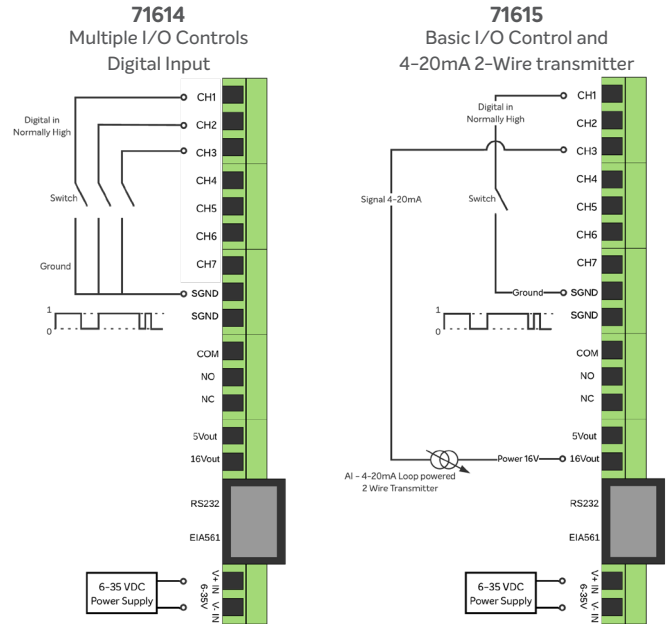 71614
Multiple I/O Controls
Digital Input
CH1
CH2
CH3
CH4
CH5
CH6
CH7
SGND
SGND
COM
NO
NC
5Vout
16Vout
RS232
EIA561
V+ IN
6-35V
V- IN
Digital in
Normally High
Switch
Ground
1
0
6-35 VDC
Power Supply
71615
Basic I/O Control and
4-20mA 2-Wire transmitter
CH1
CH2
CH3
CH4
CH5
CH6
CH7
SGND
SGND
COM
NO
NC
5Vout
16Vout
RS232
EIA561
V+ IN
6-35V
V- IN
Digital in
Normally High
Signal 4-20mA
Switch
Ground
1
0
Power 16V
AI - 4-20mA Loop powered
2 Wire Transmitter
6-35 VDC
Power Supply